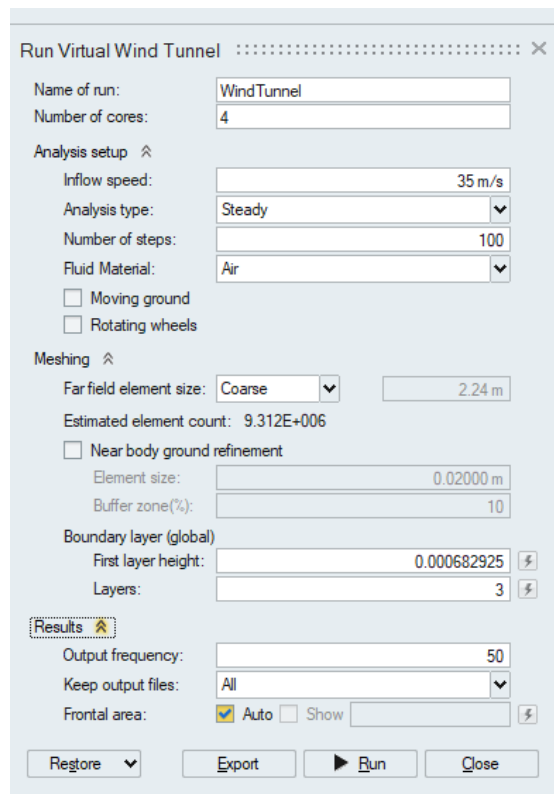 Run Virtual Wind Tunnel
Name of run: WindTunnel
Number of cores: 4
Analysis setup
Inflow speed: 35 m/s
Analysis type: Steady
Number of steps: 100
Fluid Material: Air
Moving ground
Rotating wheels
Meshing
Far field element size: Coarse 2.24 m
Estimated element count: 9.312E+006
Near body ground refinement
Element size: 0.02000 m
Buffer zone(%): 10
Boundary layer (global)
First layer height: 0.000682925
Layers: 3
Results
Output frequency: 50
Keep output files: All
Frontal area: Auto Show
Restore Export Run Close